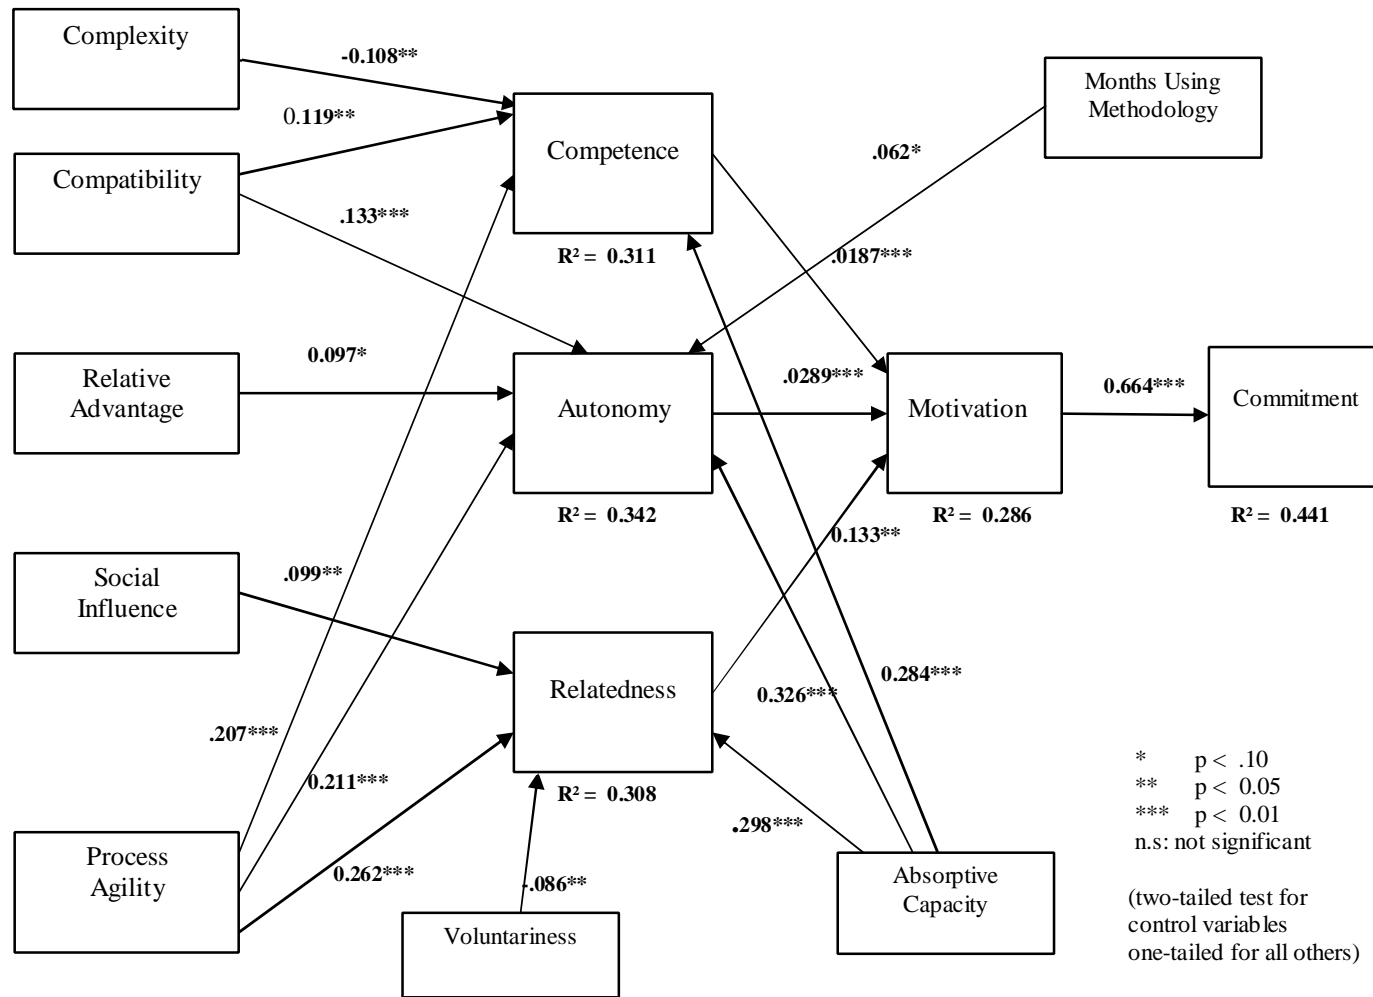 Complexity
-0.108**
Months Using
Methodology
0.119**
Competence
.062*
Compatibility
.133***
R² = 0.311
.0187***
0.097*
Relative
Advantage
Autonomy
.0289***
Motivation
0.664***
Commitment
R² = 0.342
R² = 0.286
R² = 0.441
0.133**
Social
Influence
.099**
Relatedness
0.326***
0.284***
.207***
0.211***
R² = 0.308
.298***
Process
Agility
0.262***
-.086**
Voluntariness
Absorptive
Capacity
* p < .10
** p < 0.05
*** p < 0.01
n.s: not significant
(two-tailed test for
control variables
one-tailed for all others)